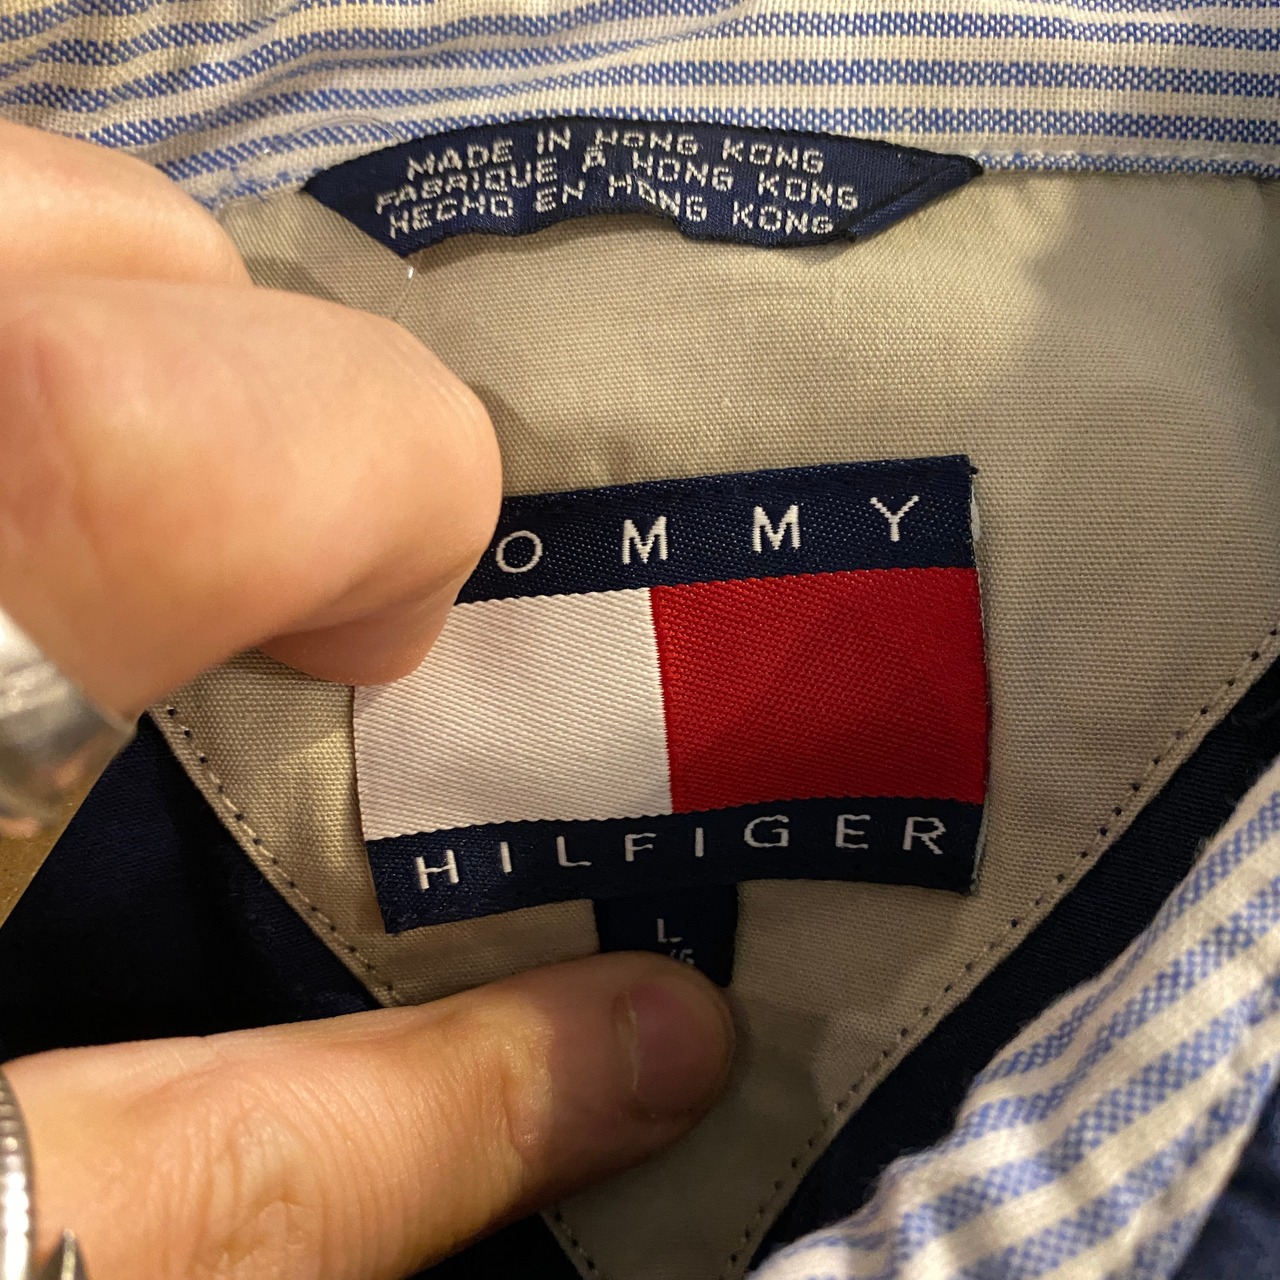 MADE IN HONG KONG
FABRIQUE À HONG KONG
HECHO EN HONG KONG
OMMY
HILFIGER
L